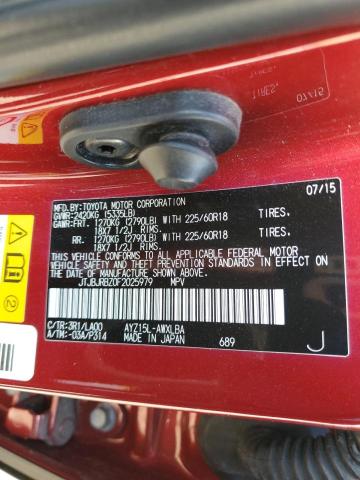 07/15
MFD.BY:TOYOTA MOTOR CORPORATION
GVWR:2420KG (5335LB)
GAWR:FRT. 1270KG (2790LB) WITH 225/60R18 TIRES.
18X7 1/2J RIMS.
RR. 1270KG (2790LB) WITH 225/60R18 TIRES.
18X7 1/2J RIMS.
THIS VEHICLE CONFORMS TO ALL APPLICABLE FEDERAL MOTOR
VEHICLE SAFETY AND THEFT PREVENTION STANDARDS IN EFFECT
ON THE DATE OF MANUFACTURE SHOWN ABOVE.
JTJBJRBZ0F2025979 MPV
C/TR:3R1/LA00 AYZ15L-AWXLBA
A/TM:-03A/P314 MADE IN JAPAN 689 J